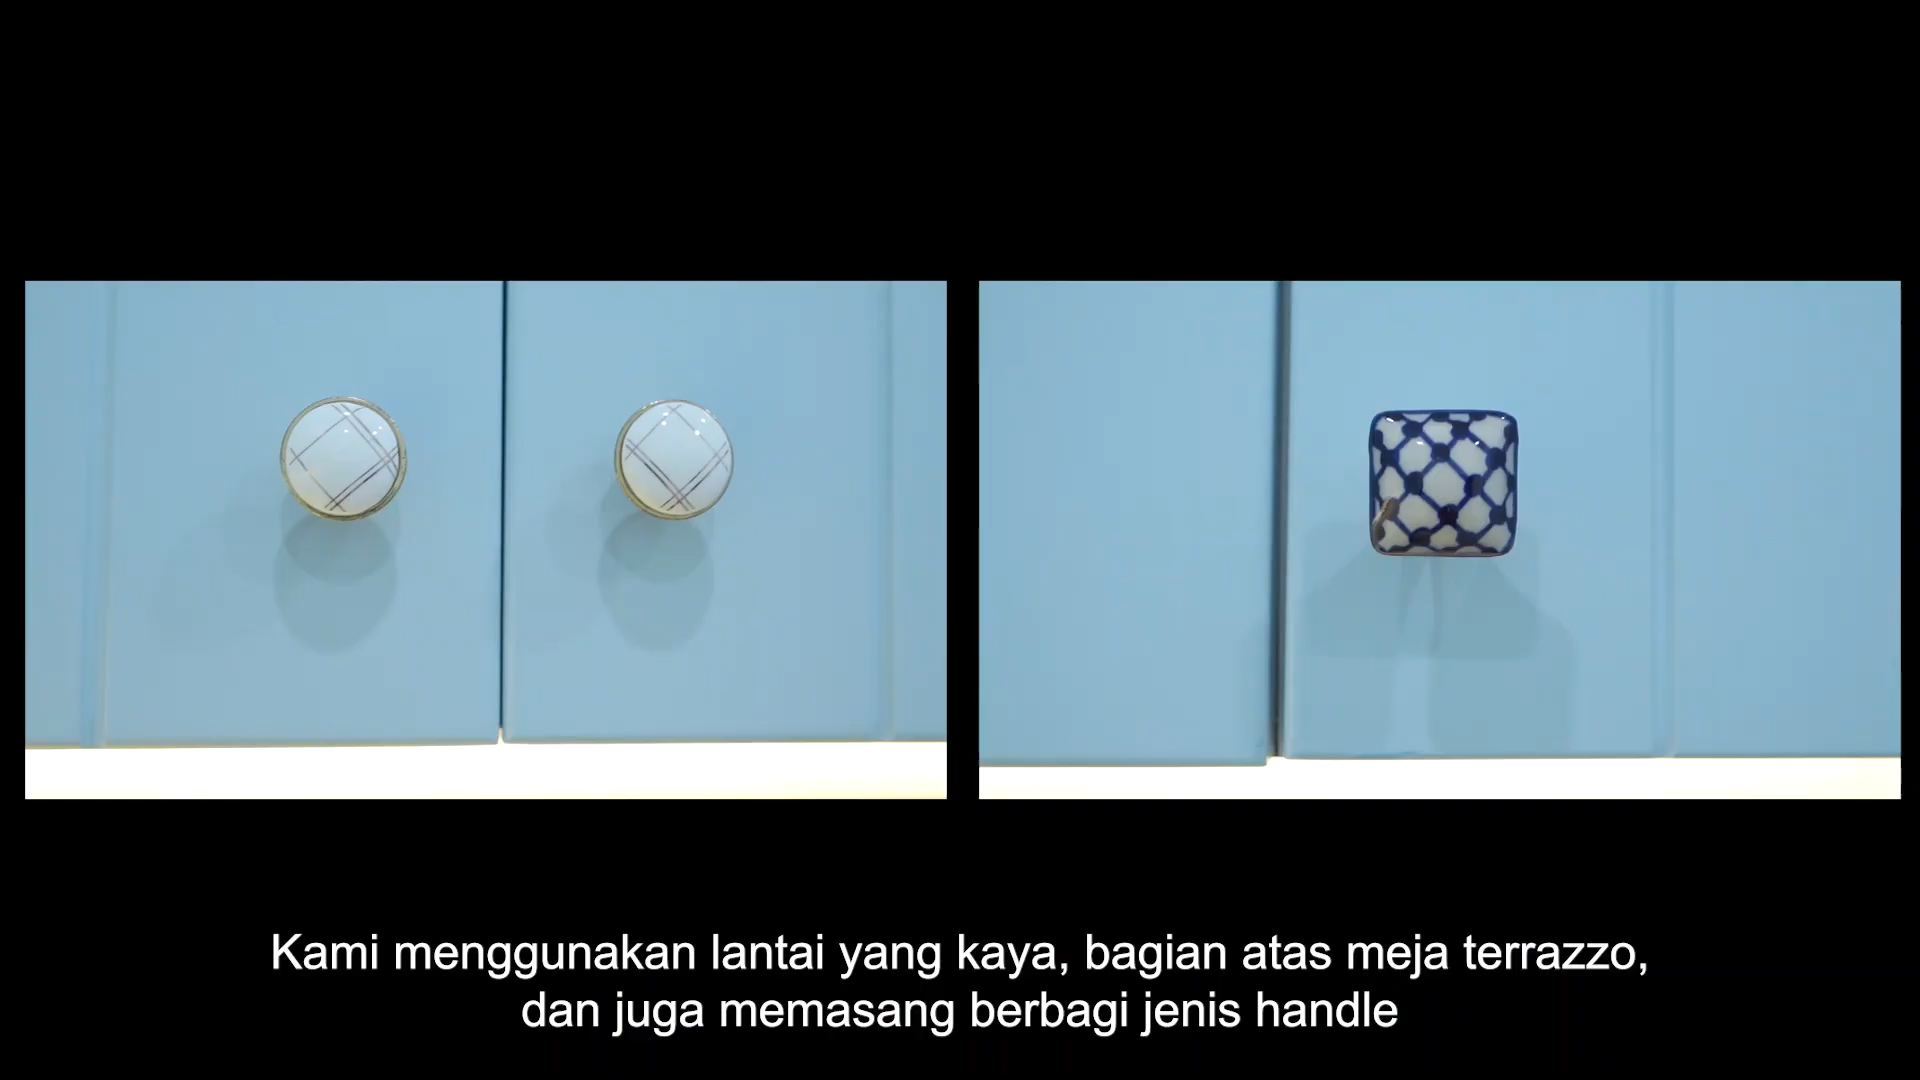 Kami menggunakan lantai yang kaya, bagian atas meja terrazzo,
dan juga memasang berbagi jenis handle